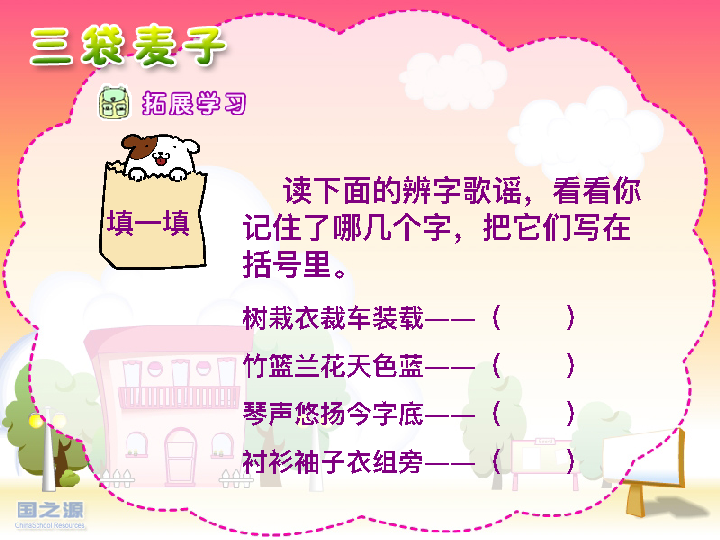 三袋麦子
拓展学习
填一填
读下面的辨字歌谣，看看你
记住了哪几个字，把它们写在
括号里。
树栽衣裁车装载——（　　）
竹篮兰花天色蓝——（　　）
琴声悠扬今字底——（　　）
衬衫袖子衣组旁——（　　）
国之源
ChinaSchool Resources